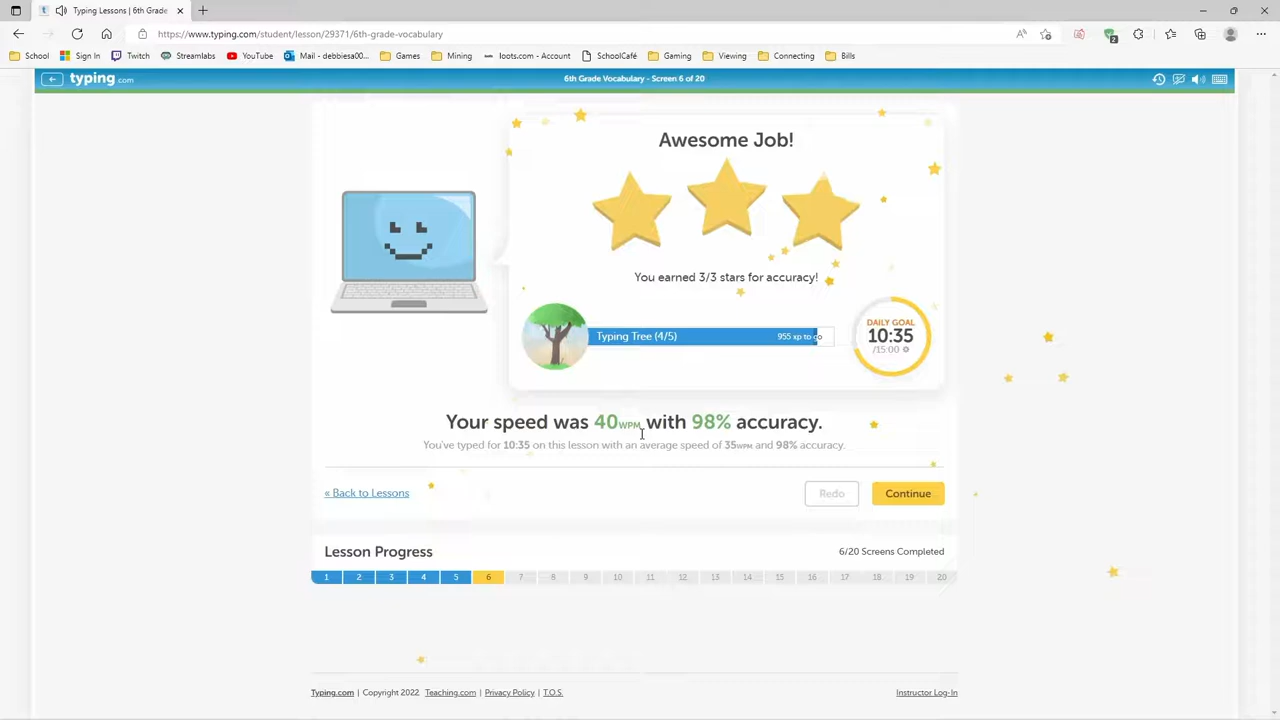 Typing Lessons | 6th Grade
https://www.typing.com/student/lesson/29371/6th-grade-vocabulary
School Sign In Twitch Streamlabs YouTube Mail - debbiesa00... Games Mining loots.com - Account SchoolCafé Gaming Viewing Connecting Bills
typing.com 6th Grade Vocabulary - Screen 6 of 20
Awesome Job!
You earned 3/3 stars for accuracy!
Typing Tree (4/5) 955 xp to go
DAILY GOAL
10:35
/15:00
Your speed was 40WPM with 98% accuracy.
You've typed for 10:35 on this lesson with an average speed of 35WPM and 98% accuracy.
« Back to Lessons Redo Continue
Lesson Progress 6/20 Screens Completed
1 2 3 4 5 6 7 8 9 10 11 12 13 14 15 16 17 18 19 20
Typing.com | Copyright 2022 Teaching.com | Privacy Policy | T.O.S. Instructor Log-In